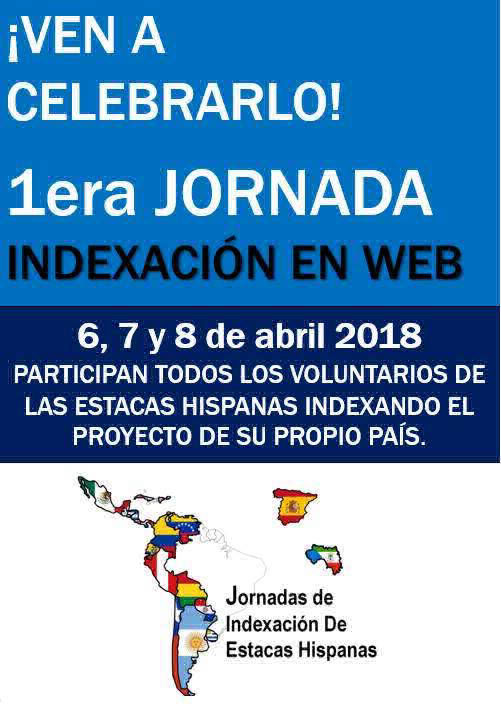 ¡VEN A
CELEBRARLO!
1era JORNADA
INDEXACIÓN EN WEB
6, 7 y 8 de abril 2018
PARTICIPAN TODOS LOS VOLUNTARIOS DE
LAS ESTACAS HISPANAS INDEXANDO EL
PROYECTO DE SU PROPIO PAÍS.
Jornadas de
Indexación De
Estacas Hispanas